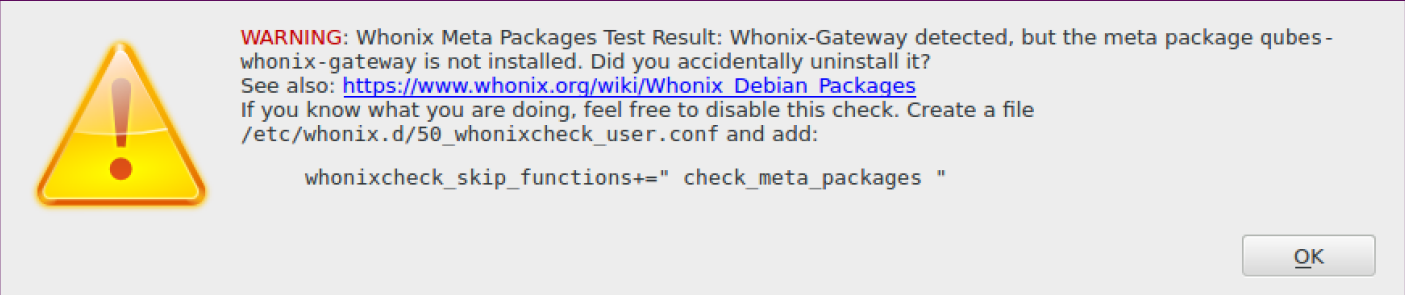 WARNING: Whonix Meta Packages Test Result: Whonix-Gateway detected, but the meta package qubes-
whonix-gateway is not installed. Did you accidentally uninstall it?
See also: https://www.whonix.org/wiki/Whonix_Debian_Packages
If you know what you are doing, feel free to disable this check. Create a file
/etc/whonix.d/50_whonixcheck_user.conf and add:
whonixcheck_skip_functions+=" check_meta_packages "
OK